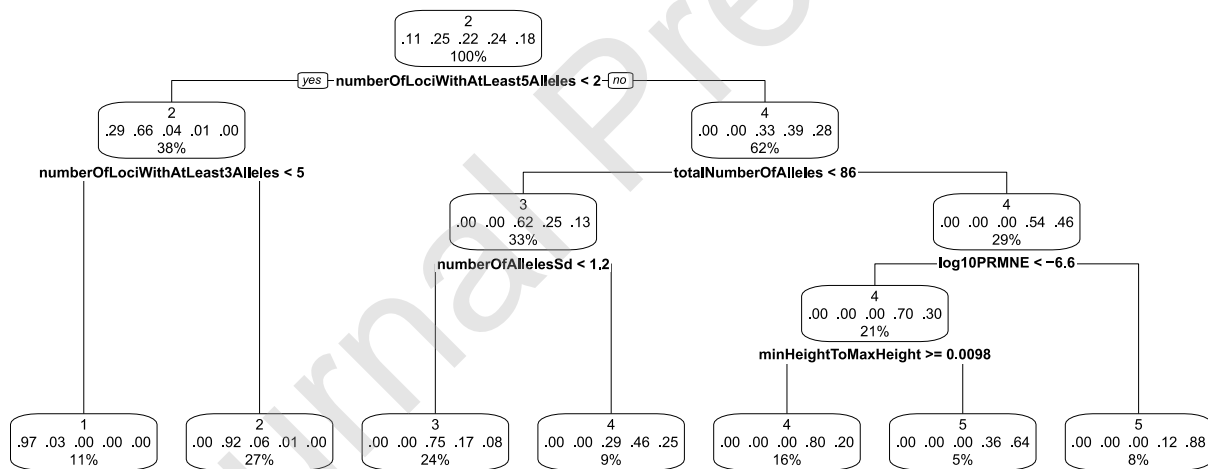 2
.11 .25 .22 .24 .18
100%
yes numberOfLociWithAtLeast5Alleles < 2 no
2
.29 .66 .04 .01 .00
38%
4
.00 .00 .33 .39 .28
62%
numberOfLociWithAtLeast3Alleles < 5
totalNumberOfAlleles < 86
3
.00 .00 .62 .25 .13
33%
4
.00 .00 .00 .54 .46
29%
numberOfAllelesSd < 1.2
log10PRMNE < −6.6
4
.00 .00 .00 .70 .30
21%
minHeightToMaxHeight >= 0.0098
1
.97 .03 .00 .00 .00
11%
2
.00 .92 .06 .01 .00
27%
3
.00 .00 .75 .17 .08
24%
4
.00 .00 .29 .46 .25
9%
4
.00 .00 .00 .80 .20
16%
5
.00 .00 .00 .36 .64
5%
5
.00 .00 .00 .12 .88
8%
urnal Pre